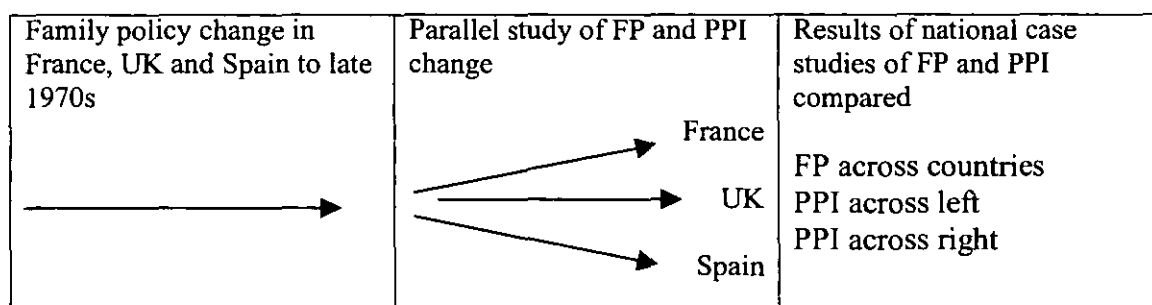 Family policy change in
France, UK and Spain to late
1970s
Parallel study of FP and PPI
change
France
UK
Spain
Results of national case
studies of FP and PPI
compared
FP across countries
PPI across left
PPI across right